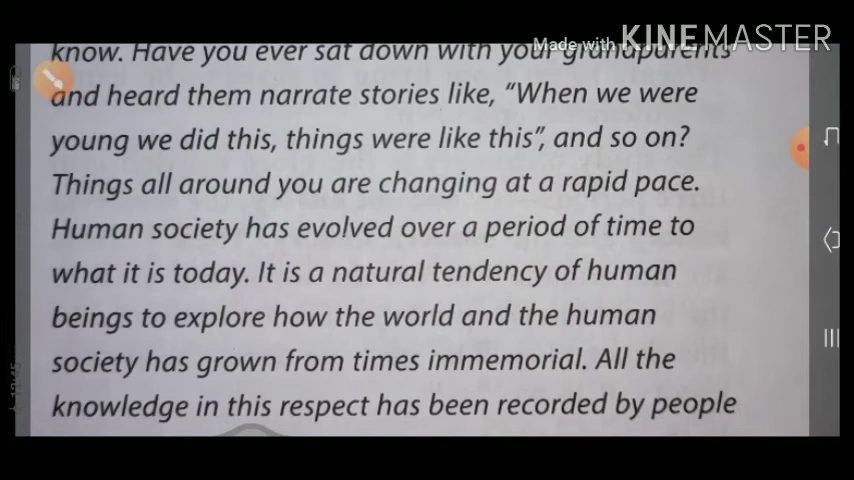 Made with KINEMASTER
know. Have you ever sat down with your grandparents
and heard them narrate stories like, “When we were
young we did this, things were like this”, and so on?
Things all around you are changing at a rapid pace.
Human society has evolved over a period of time to
what it is today. It is a natural tendency of human
beings to explore how the world and the human
society has grown from times immemorial. All the
knowledge in this respect has been recorded by people